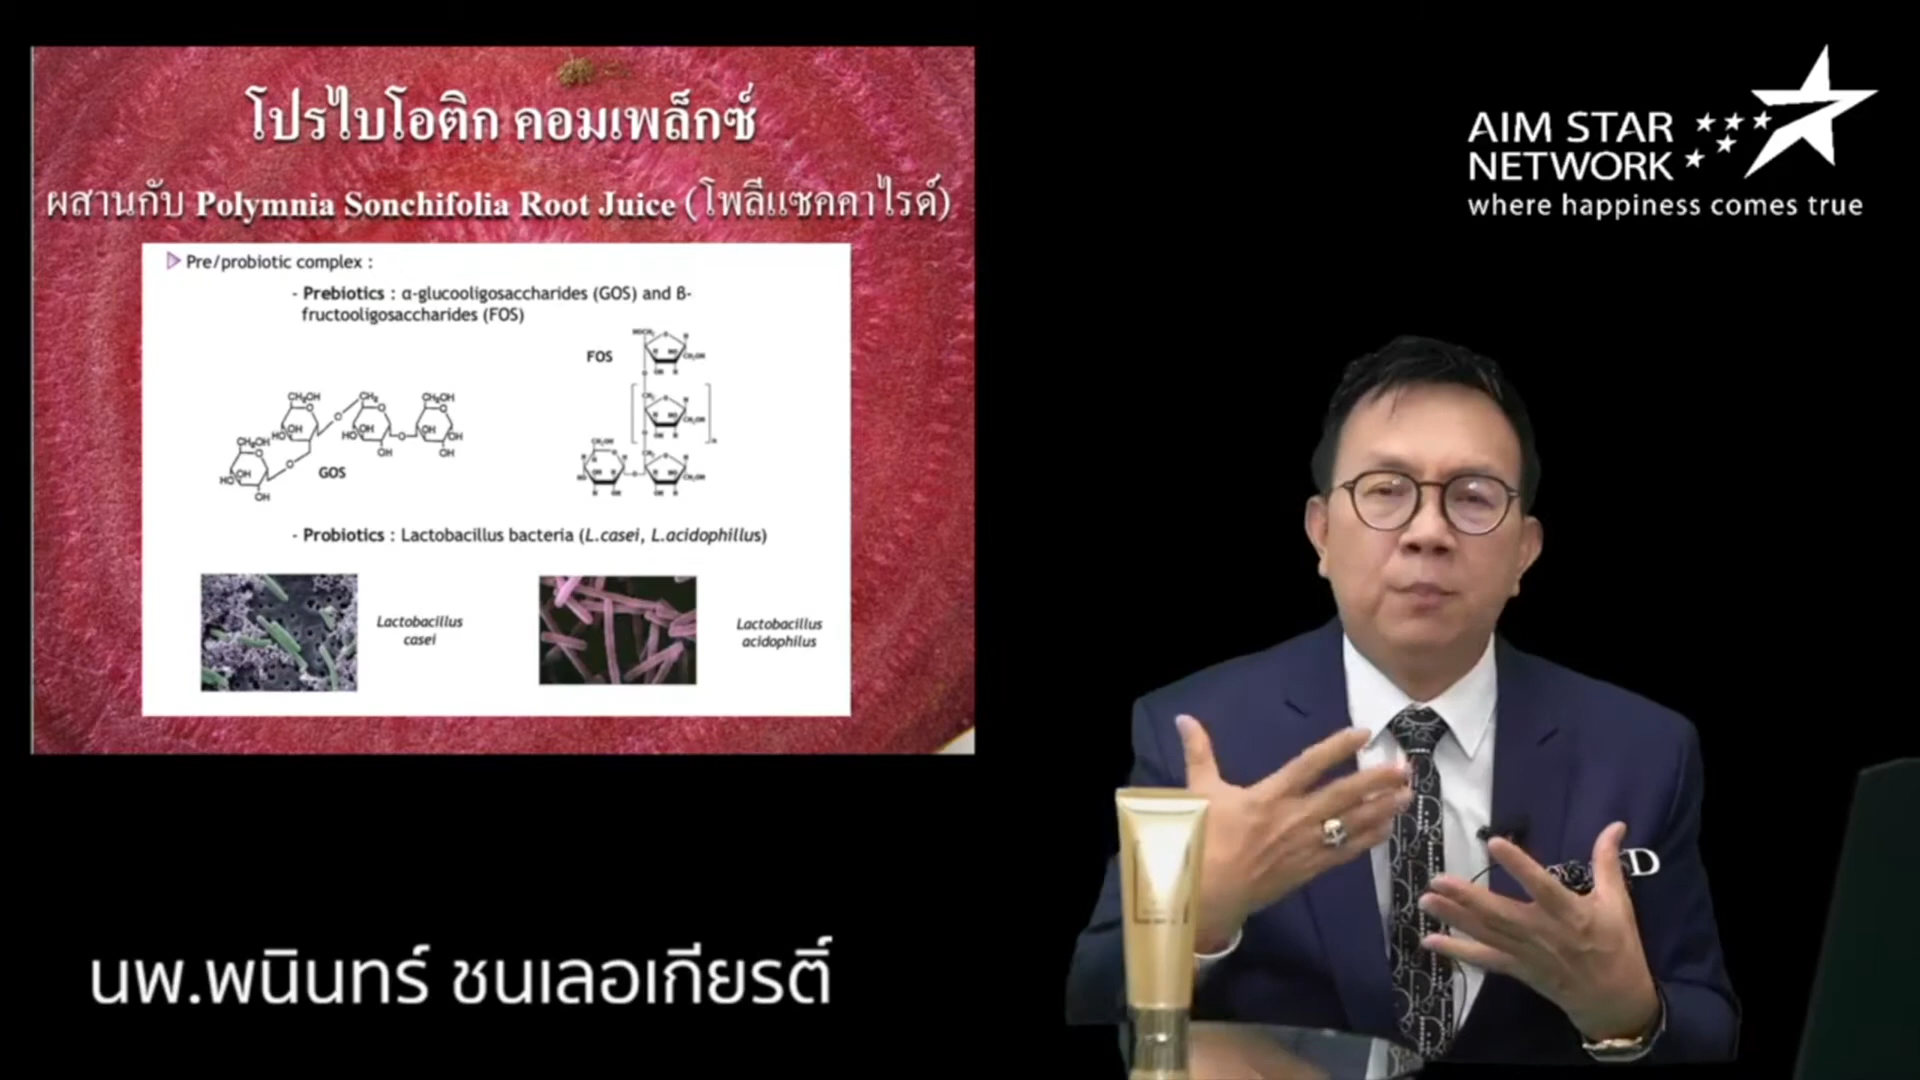 โปรไบโอติก คอมเพล็กซ์
ผสานกับ Polymnia Sonchifolia Root Juice (โพลีแซคคาไรด์)
Pre/probiotic complex :
- Prebiotics : α-glucooligosaccharides (GOS) and β-
fructooligosaccharides (FOS)
FOS
GOS
- Probiotics : Lactobacillus bacteria (L.casei, L.acidophillus)
Lactobacillus
casei
Lactobacillus
acidophilus
AIM STAR
NETWORK
where happiness comes true
นพ.พนินทร์ ชนเลอเกียรติ์